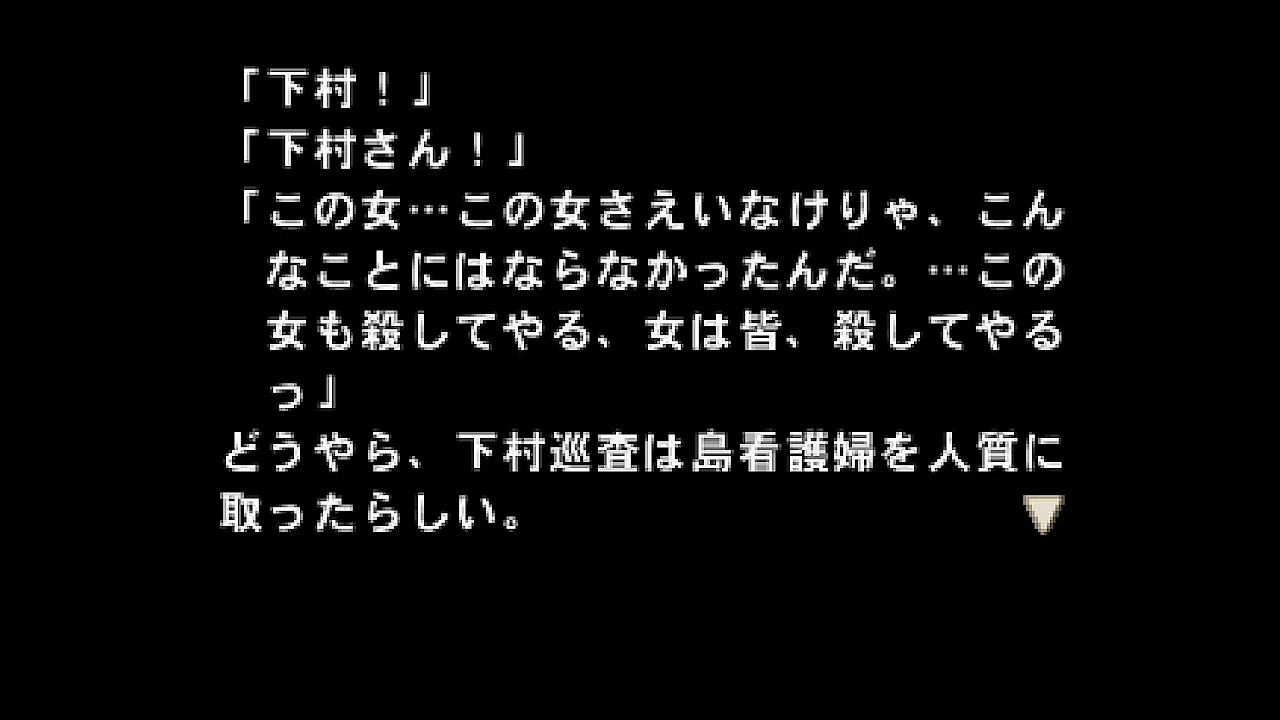 「下村！」
「下村さん！」
「この女…この女さえいなけりゃ、こん
なことにはならなかったんだ。…この
女も殺してやる、女は皆、殺してやる
っ」
どうやら、下村巡査は島看護婦を人質に
取ったらしい。